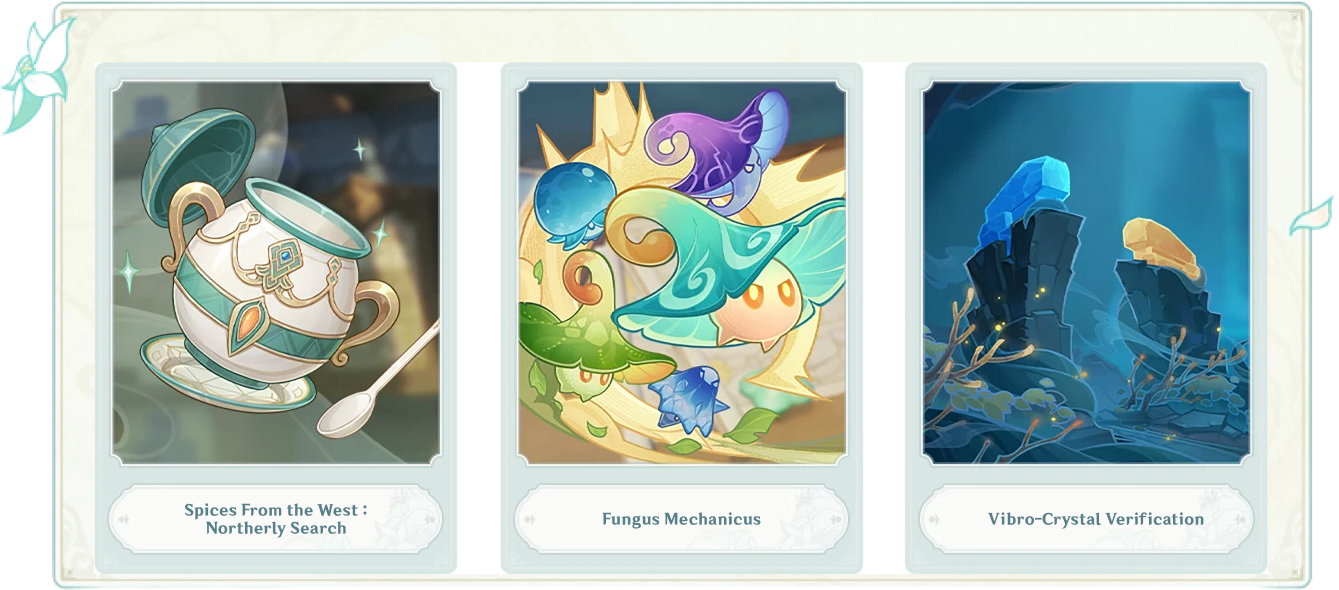 Spices From the West :
Northerly Search
Fungus Mechanicus
Vibro-Crystal Verification